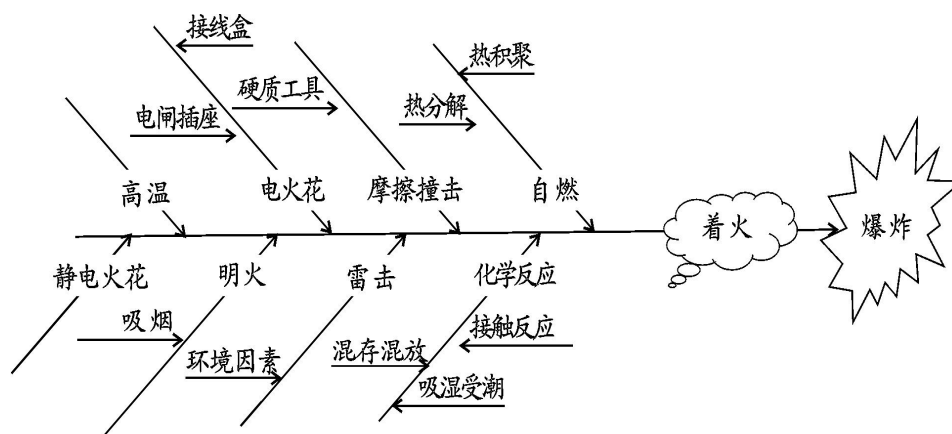 接线盒
热积聚
硬质工具
热分解
电闸插座
高温
电火花
摩擦撞击
自燃
着火
爆炸
静电火花
明火
雷击
化学反应
吸烟
接触反应
混存混放
环境因素
吸湿受潮